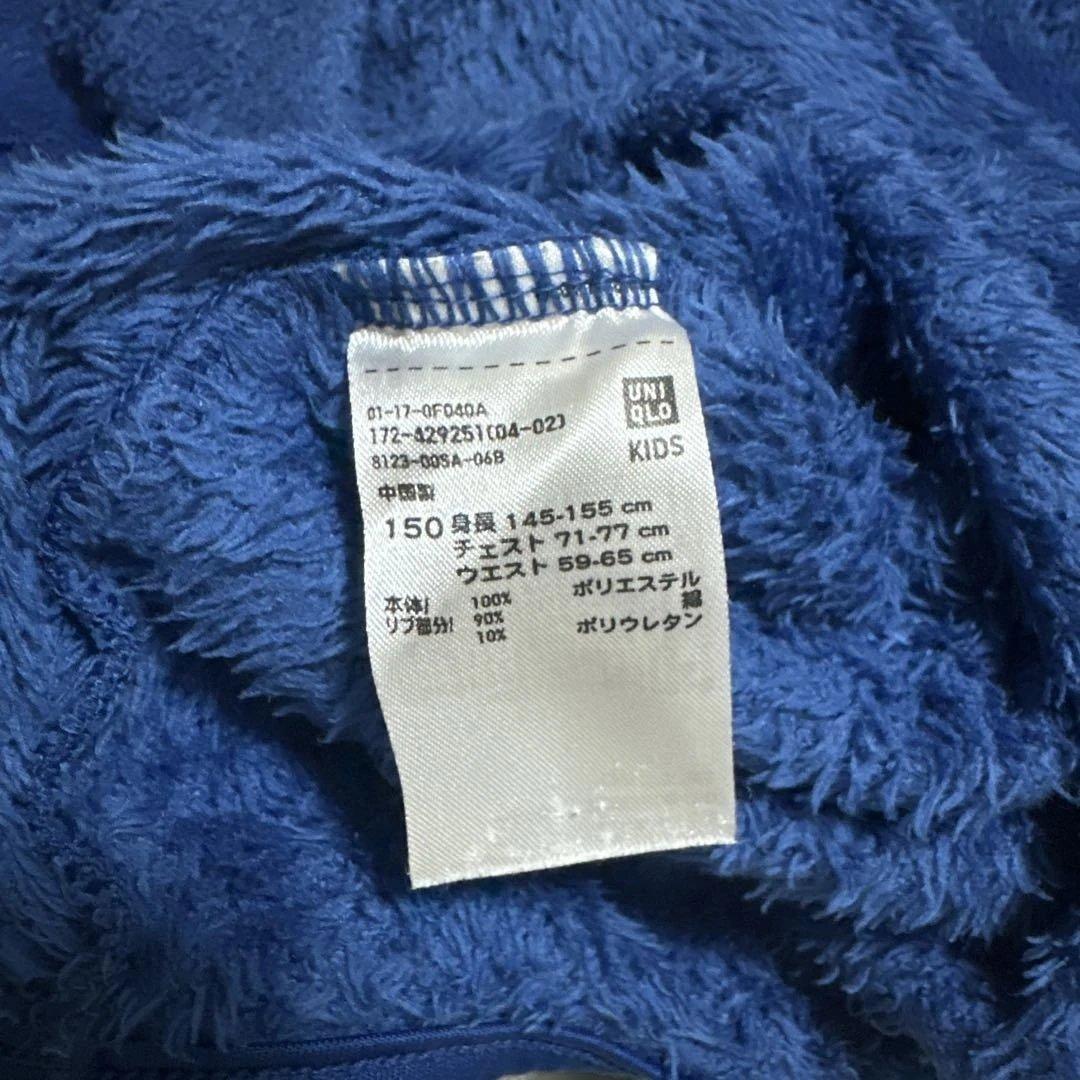 01-17-0F040A
172-429251(04-02)
8123-005A-06B
UNI
QLO
KIDS
中国製
150 身長 145-155 cm
チェスト 71-77 cm
ウエスト 59-65 cm
本体| 100% ポリエステル
リブ部分| 90% 綿
10% ポリウレタン